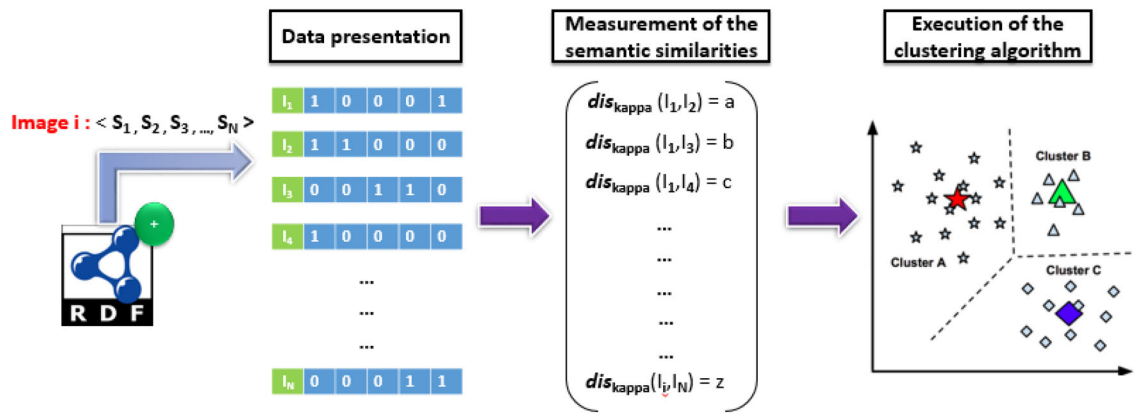 Data presentation
Measurement of the
semantic similarities
Execution of the
clustering algorithm
Image i : < S1, S2, S3, ..., SN >
+
R D F
I1 1 0 0 0 1
I2 1 1 0 0 0
I3 0 0 1 1 0
I4 1 0 0 0 0
...
...
...
IN 0 0 0 1 1
diskappa (I1,I2) = a
diskappa (I1,I3) = b
diskappa (I1,I4) = c
...
...
...
...
...
diskappa(Ii,IN) = z
Cluster A
Cluster B
Cluster C